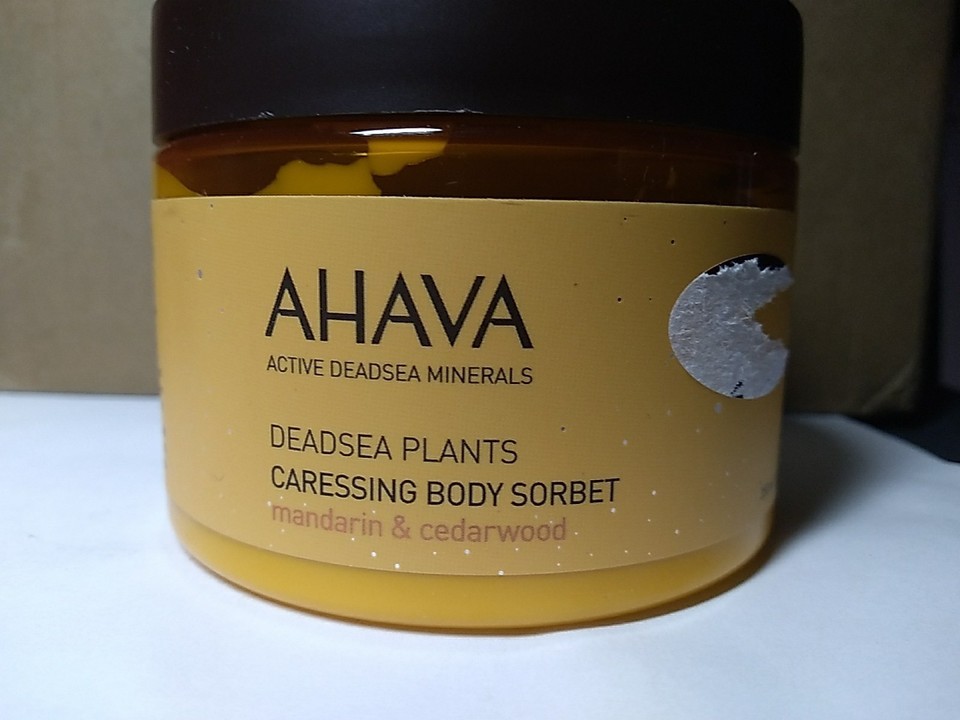 AHAVA
ACTIVE DEADSEA MINERALS
DEADSEA PLANTS
CARESSING BODY SORBET
mandarin & cedarwood